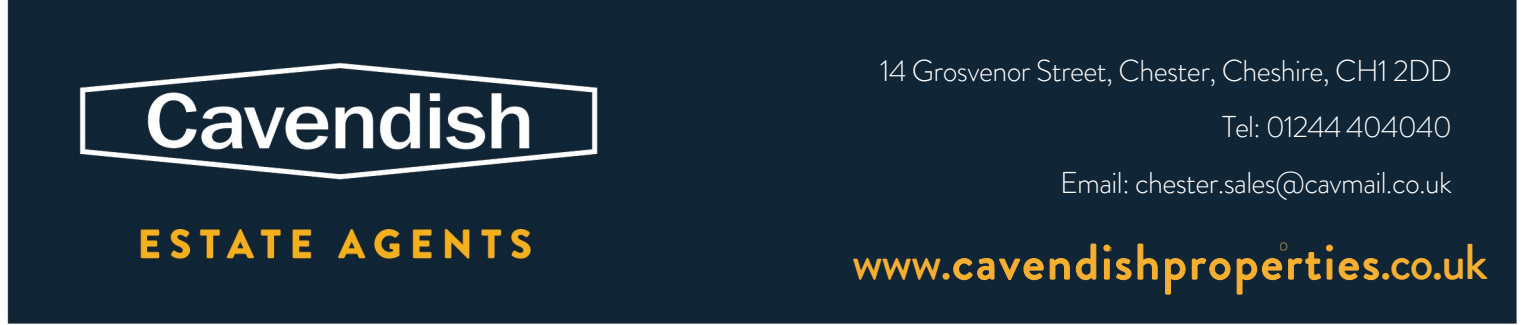 Cavendish
ESTATE AGENTS
14 Grosvenor Street, Chester, Cheshire, CH1 2DD
Tel: 01244 404040
Email: chester.sales@cavmail.co.uk
www.cavendishproperties.co.uk